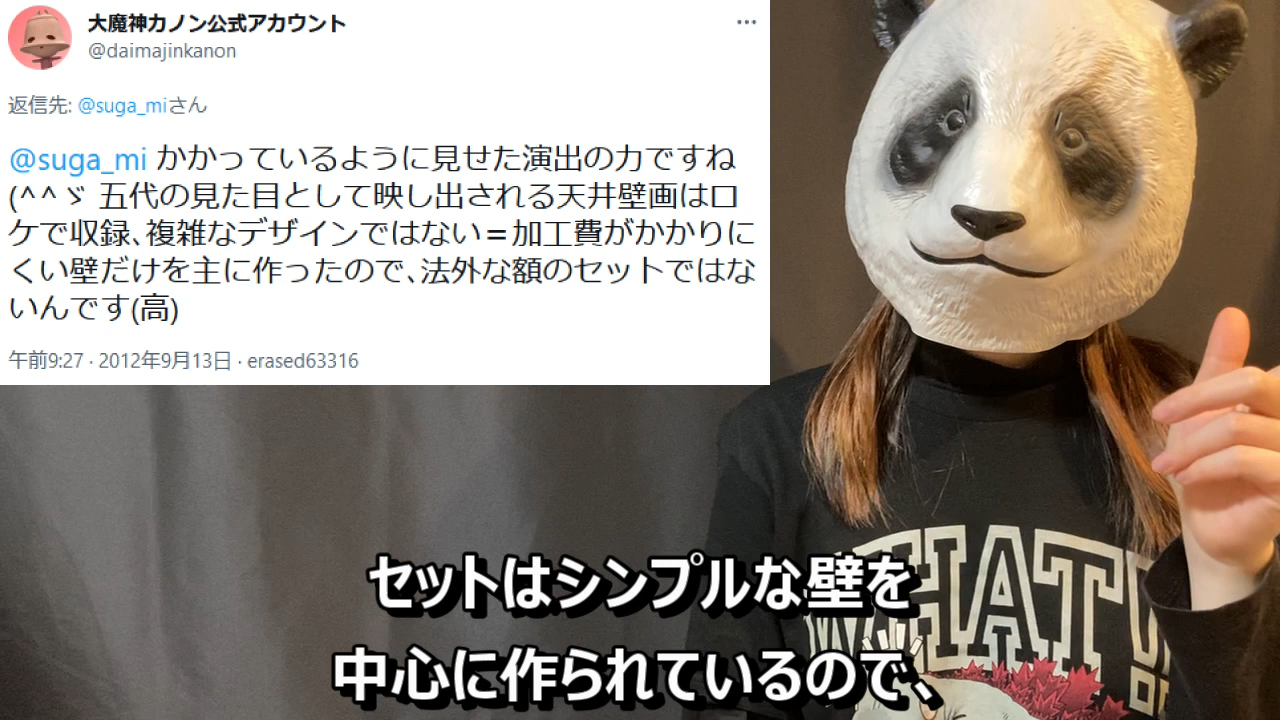 大魔神カノン公式アカウント
@daimajinkanon
返信先: @suga_miさん
@suga_mi かかっているように見せた演出の力ですね
(^^ゞ 五代の見た目として映し出される天井壁画はロ
ケで収録､複雑なデザインではない＝加工費がかかりに
くい壁だけを主に作ったので､法外な額のセットではな
いんです(高)
午前9:27 · 2012年9月13日 · erased63316
WHAT
セットはシンプルな壁を
中心に作られているので、